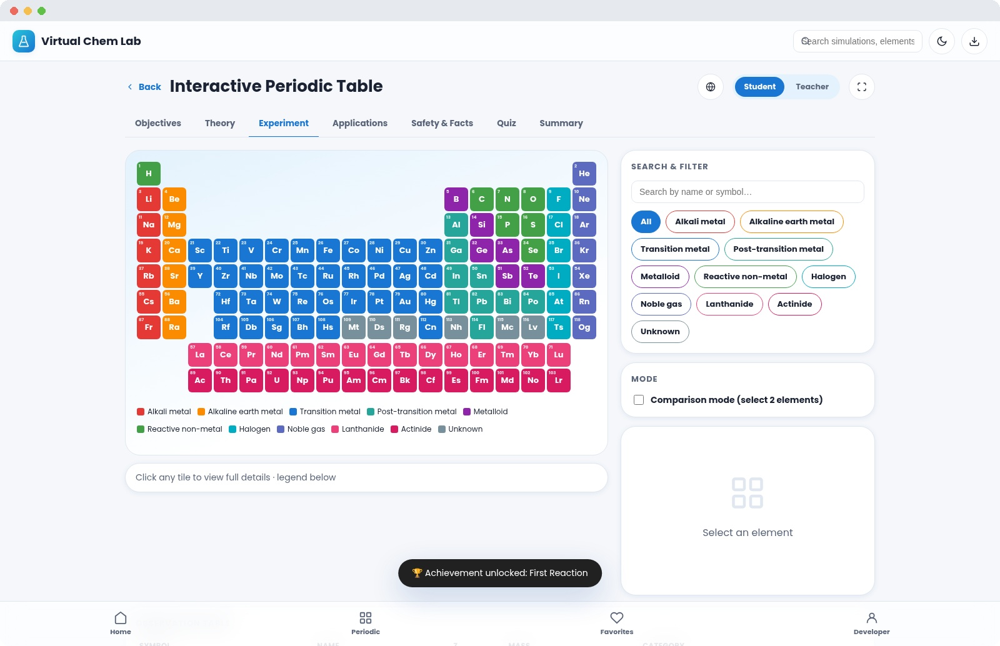 Virtual Chem Lab
Search simulations, elements
Back
Interactive Periodic Table
Student
Teacher
Objectives
Theory
Experiment
Applications
Safety & Facts
Quiz
Summary
1 H
2 He
3 Li
4 Be
5 B
6 C
7 N
8 O
9 F
10 Ne
11 Na
12 Mg
13 Al
14 Si
15 P
16 S
17 Cl
18 Ar
19 K
20 Ca
21 Sc
22 Ti
23 V
24 Cr
25 Mn
26 Fe
27 Co
28 Ni
29 Cu
30 Zn
31 Ga
32 Ge
33 As
34 Se
35 Br
36 Kr
37 Rb
38 Sr
39 Y
40 Zr
41 Nb
42 Mo
43 Tc
44 Ru
45 Rh
46 Pd
47 Ag
48 Cd
49 In
50 Sn
51 Sb
52 Te
53 I
54 Xe
55 Cs
56 Ba
72 Hf
73 Ta
74 W
75 Re
76 Os
77 Ir
78 Pt
79 Au
80 Hg
81 Tl
82 Pb
83 Bi
84 Po
85 At
86 Rn
87 Fr
88 Ra
104 Rf
105 Db
106 Sg
107 Bh
108 Hs
109 Mt
110 Ds
111 Rg
112 Cn
113 Nh
114 Fl
115 Mc
116 Lv
117 Ts
118 Og
57 La
58 Ce
59 Pr
60 Nd
61 Pm
62 Sm
63 Eu
64 Gd
65 Tb
66 Dy
67 Ho
68 Er
69 Tm
70 Yb
71 Lu
89 Ac
90 Th
91 Pa
92 U
93 Np
94 Pu
95 Am
96 Cm
97 Bk
98 Cf
99 Es
100 Fm
101 Md
102 No
103 Lr
Alkali metal
Alkaline earth metal
Transition metal
Post-transition metal
Metalloid
Reactive non-metal
Halogen
Noble gas
Lanthanide
Actinide
Unknown
Click any tile to view full details · legend below
SEARCH & FILTER
Search by name or symbol…
All
Alkali metal
Alkaline earth metal
Transition metal
Post-transition metal
Metalloid
Reactive non-metal
Halogen
Noble gas
Lanthanide
Actinide
Unknown
MODE
Comparison mode (select 2 elements)
Select an element
🏆 Achievement unlocked: First Reaction
Home
Periodic
Favorites
Developer
SYMBOL
NAME
Z
MASS
CATEGORY